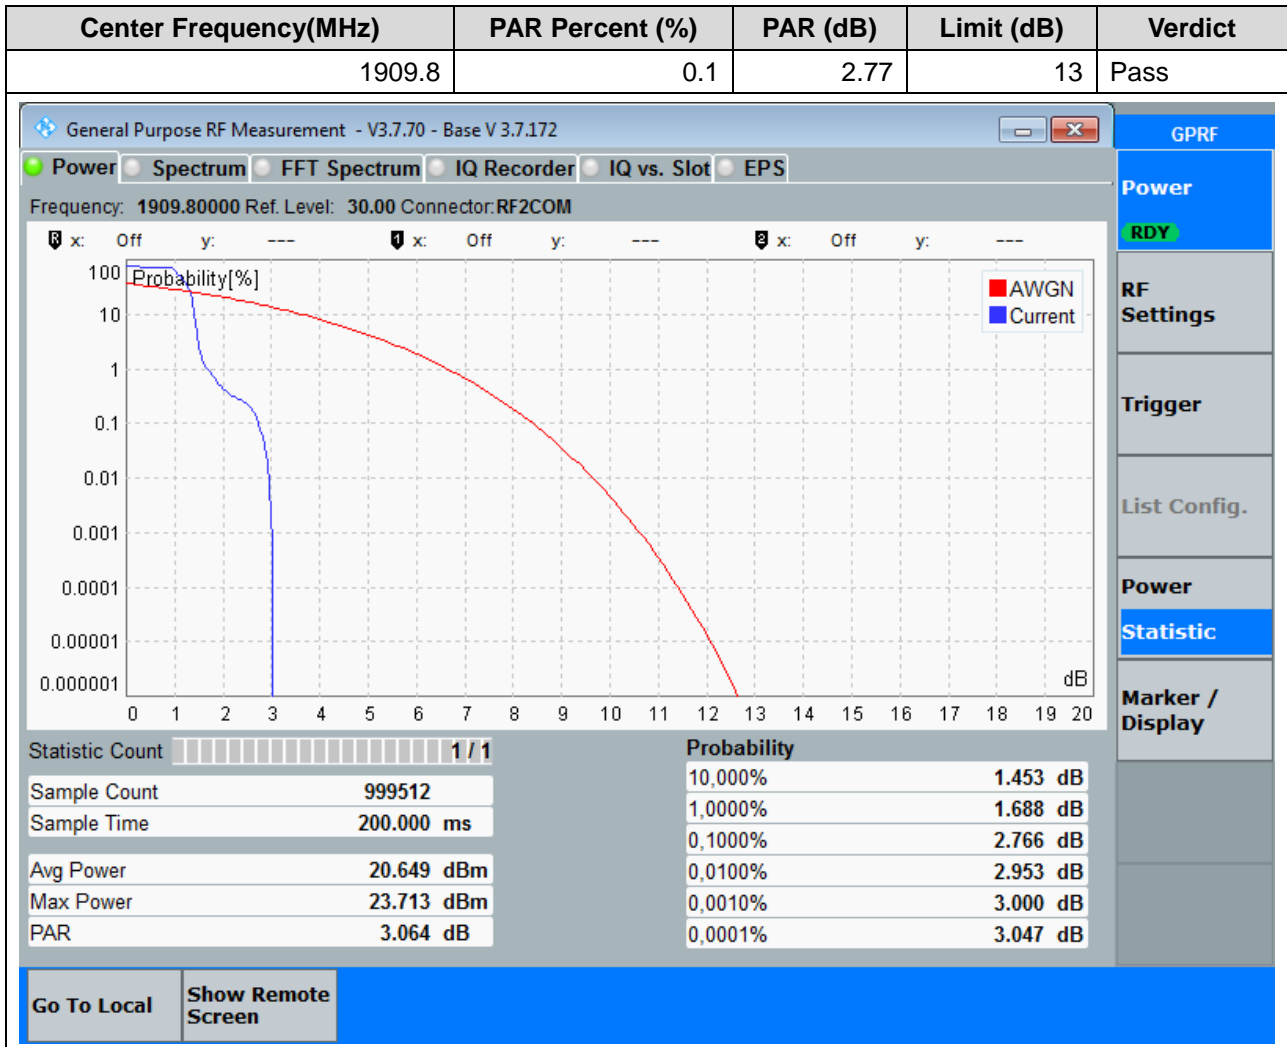 Center Frequency(MHz) PAR Percent (%) PAR (dB) Limit (dB) Verdict
1909.8 0.1 2.77 13 Pass
General Purpose RF Measurement - V3.7.70 - Base V 3.7.172
GPRF
Power Spectrum FFT Spectrum IQ Recorder IQ vs. Slot EPS
Frequency: 1909.80000 Ref. Level: 30.00 Connector:RF2COM
R x: Off y: --- 1 x: Off y: --- 2 x: Off y: ---
Probability[%]
AWGN
Current
100
10
1
0.1
0.01
0.001
0.0001
0.00001
0.000001
dB
0 1 2 3 4 5 6 7 8 9 10 11 12 13 14 15 16 17 18 19 20
Statistic Count 1 / 1
Sample Count 999512
Sample Time 200.000 ms
Avg Power 20.649 dBm
Max Power 23.713 dBm
PAR 3.064 dB
Probability
10,000% 1.453 dB
1,0000% 1.688 dB
0,1000% 2.766 dB
0,0100% 2.953 dB
0,0010% 3.000 dB
0,0001% 3.047 dB
Power
RDY
RF
Settings
Trigger
List Config.
Power
Statistic
Marker /
Display
Go To Local
Show Remote
Screen